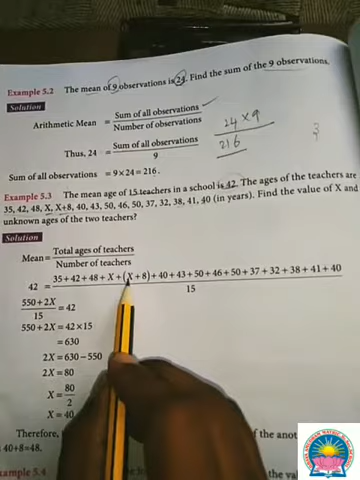 Example 5.2 The mean of 9 observations is 24. Find the sum of the 9 observations.
Solution
Arithmetic Mean = Sum of all observations / Number of observations
24 × 9
216
Thus, 24 = Sum of all observations / 9
Sum of all observations = 9 × 24 = 216.
Example 5.3 The mean age of 15 teachers in a school is 42. The ages of the teachers are
35, 42, 48, X, X+8, 40, 43, 50, 46, 50, 37, 32, 38, 41, 40 (in years). Find the value of X and
unknown ages of the two teachers?
Solution
Mean = Total ages of teachers / Number of teachers
42 = 35 + 42 + 48 + X + (X + 8) + 40 + 43 + 50 + 46 + 50 + 37 + 32 + 38 + 41 + 40 / 15
550 + 2X / 15 = 42
550 + 2X = 42 × 15
= 630
2X = 630 − 550
2X = 80
X = 80 / 2
X = 40
Therefore, of the
40+8=48.
Example 5.4 the